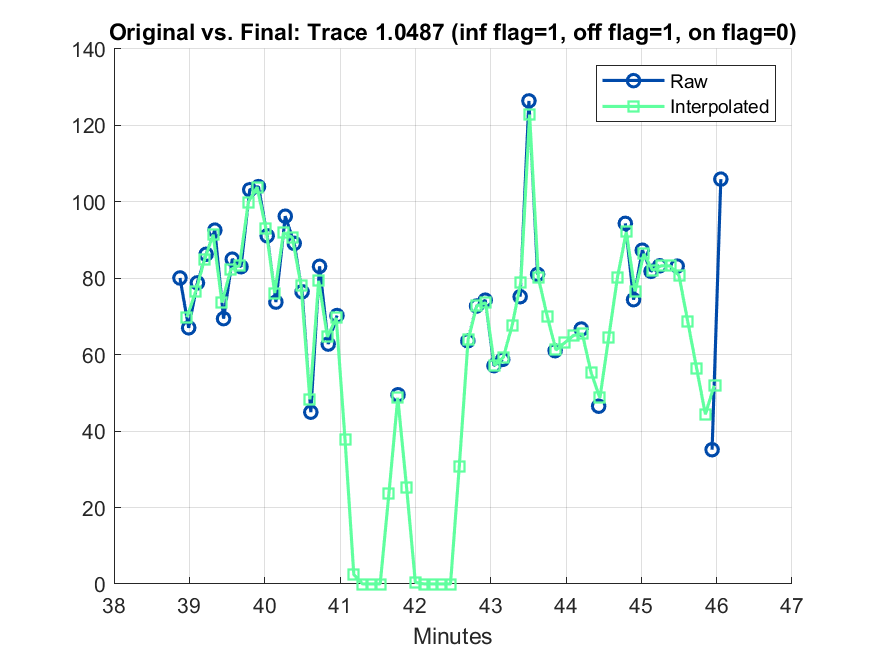 Original vs. Final: Trace 1.0487 (inf flag=1, off flag=1, on flag=0)
140
120
100
80
60
40
20
0
Raw
Interpolated
38 39 40 41 42 43 44 45 46 47
Minutes